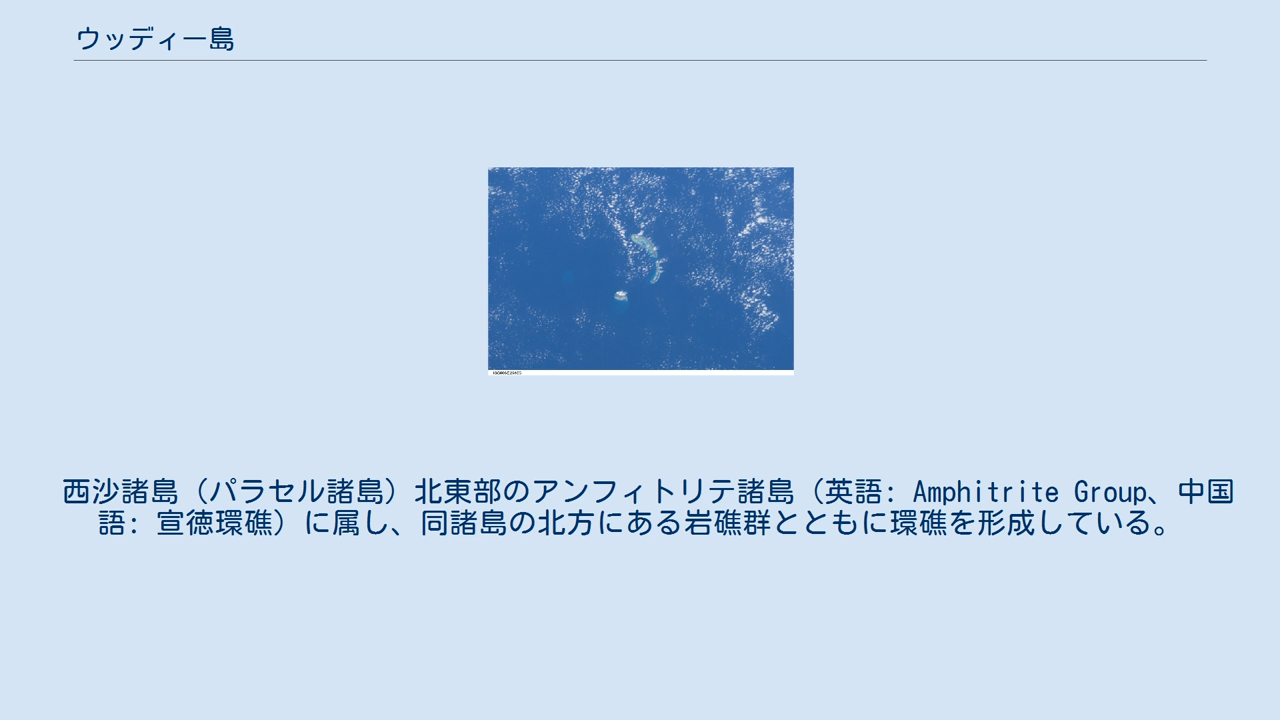 ウッディー島
西沙諸島（パラセル諸島）北東部のアンフィトリテ諸島（英語: Amphitrite Group、中国
語: 宣徳環礁）に属し、同諸島の北方にある岩礁群とともに環礁を形成している。